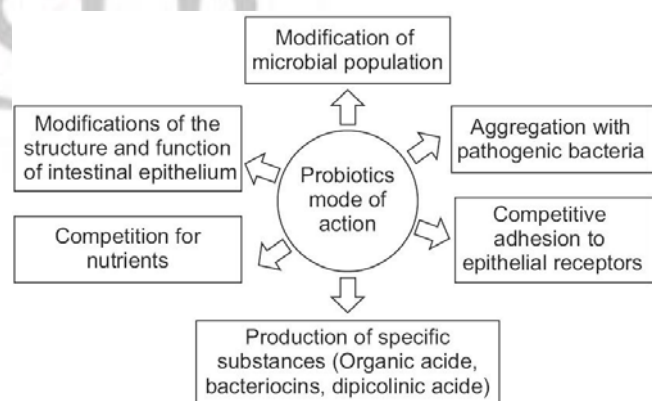 Modification of
microbial population
Modifications of the
structure and function
of intestinal epithelium
Aggregation with
pathogenic bacteria
Probiotics
mode of
action
Competition for
nutrients
Competitive
adhesion to
epithelial receptors
Production of specific
substances (Organic acide,
bacteriocins, dipicolinic acide)